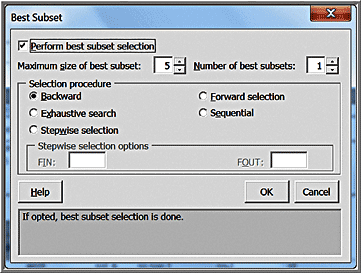 Best Subset
Perform best subset selection
Maximum size of best subset: 5 Number of best subsets: 1
Selection procedure
Backward Forward selection
Exhaustive search Sequential
Stepwise selection
Stepwise selection options
FIN: FOUT:
Help OK Cancel
If opted, best subset selection is done.